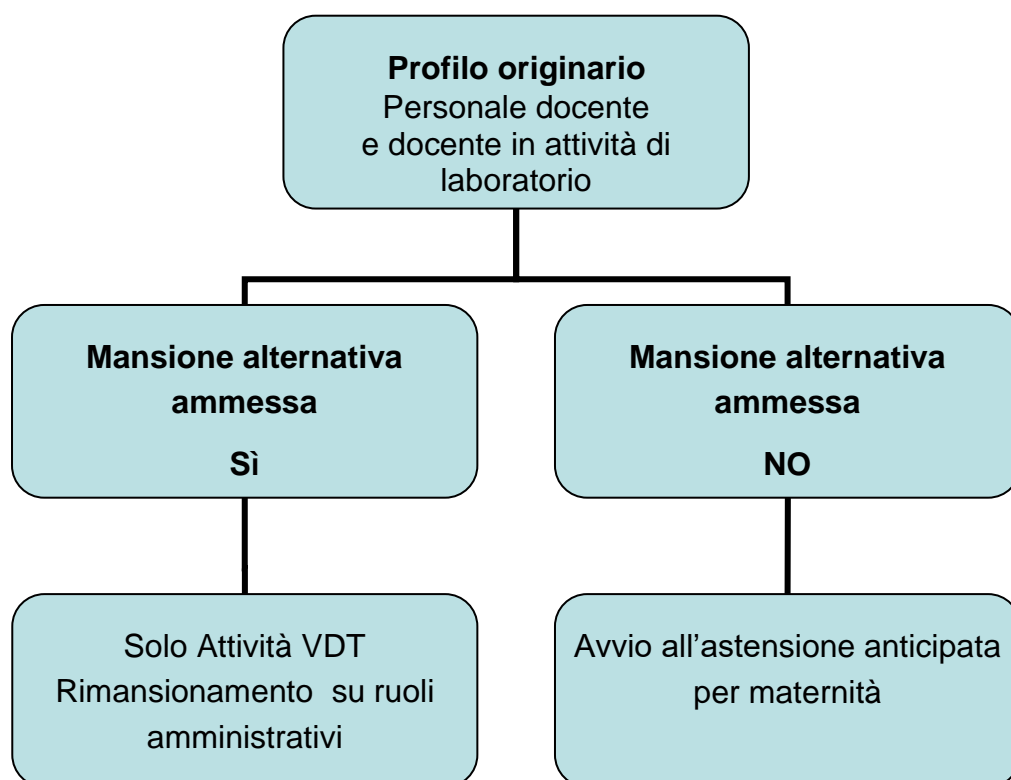 Profilo originario
Personale docente
e docente in attività di
laboratorio
Mansione alternativa
ammessa
Sì
Mansione alternativa
ammessa
NO
Solo Attività VDT
Rimansionamento su ruoli
amministrativi
Avvio all’astensione anticipata
per maternità